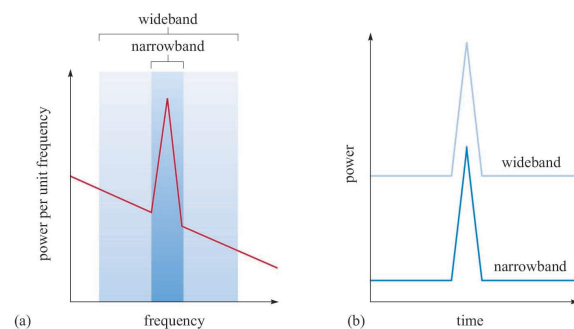 wideband
narrowband
power per unit frequency
(a)
frequency
power
wideband
narrowband
(b)
time